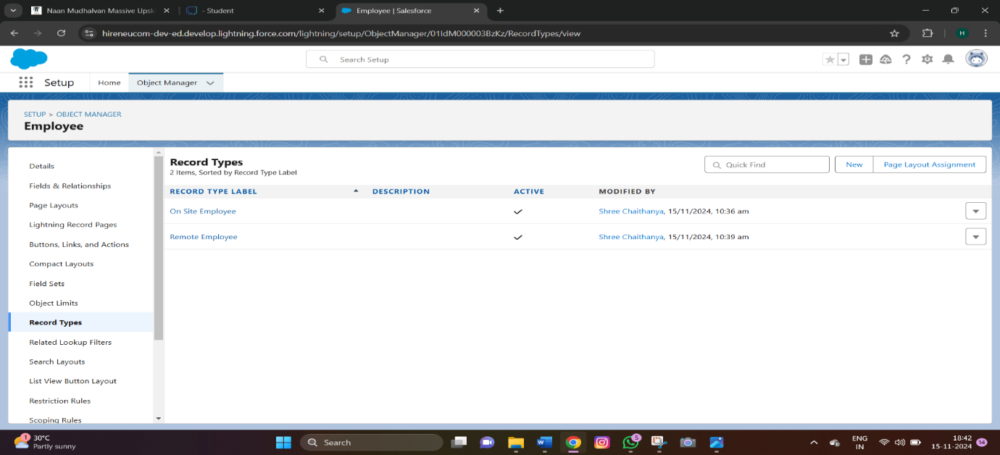 Naan Mudhalvan Massive Upsk
- Student
Employee | Salesforce
hireneucom-dev-ed.develop.lightning.force.com/lightning/setup/ObjectManager/01IdM000003BzKz/RecordTypes/view
H
Search Setup
Setup
Home
Object Manager
SETUP > OBJECT MANAGER
Employee
Details
Fields & Relationships
Page Layouts
Lightning Record Pages
Buttons, Links, and Actions
Compact Layouts
Field Sets
Object Limits
Record Types
Related Lookup Filters
Search Layouts
List View Button Layout
Restriction Rules
Scoping Rules
Record Types
2 Items, Sorted by Record Type Label
Quick Find
New
Page Layout Assignment
RECORD TYPE LABEL DESCRIPTION ACTIVE MODIFIED BY
On Site Employee Shree Chaithanya, 15/11/2024, 10:36 am
Remote Employee Shree Chaithanya, 15/11/2024, 10:39 am
1
30°C
Partly sunny
Search
5
ENG
IN
18:42
15-11-2024
14